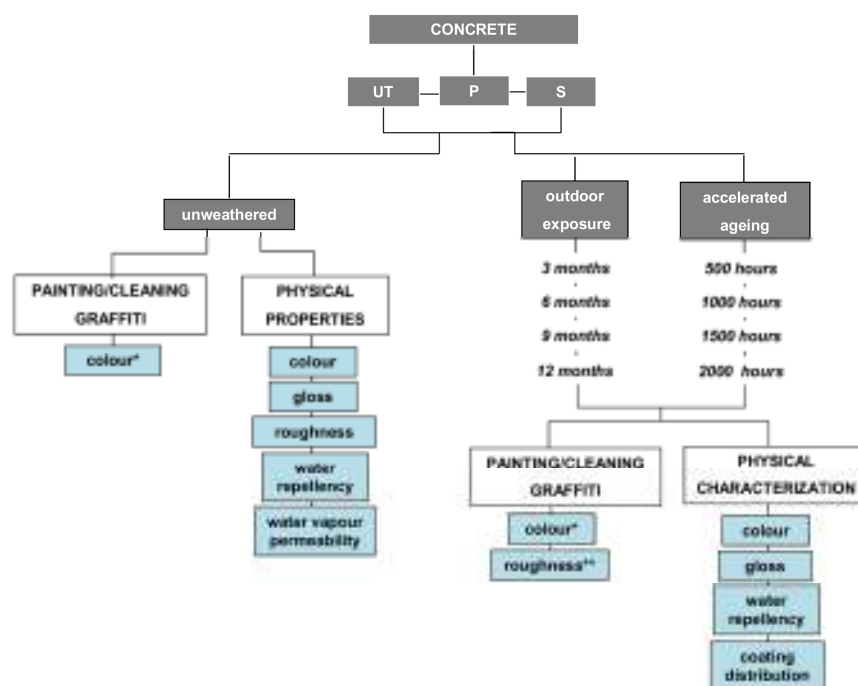 CONCRETE
UT P S
unweathered
outdoor
exposure
accelerated
ageing
PAINTING/CLEANING
GRAFFITI
colour*
PHYSICAL
PROPERTIES
colour
gloss
roughness
water
repellency
water vapour
permeability
3 months
6 months
9 months
12 months
500 hours
1000 hours
1500 hours
2000 hours
PAINTING/CLEANING
GRAFFITI
colour*
roughness**
PHYSICAL
CHARACTERIZATION
colour
gloss
water
repellency
coating
distribution